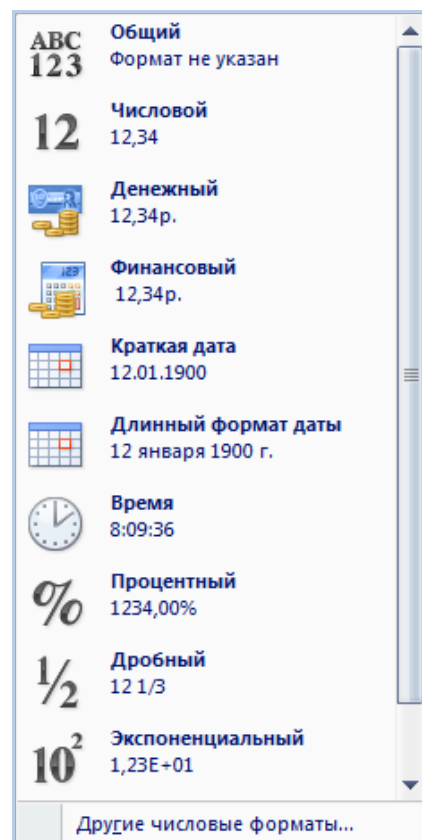 ABC
123
Общий
Формат не указан
12
Числовой
12,34
Денежный
12,34р.
123
Финансовый
12,34р.
Краткая дата
12.01.1900
Длинный формат даты
12 января 1900 г.
Время
8:09:36
%
Процентный
1234,00%
1/2
Дробный
12 1/3
10²
Экспоненциальный
1,23E+01
Другие числовые форматы...